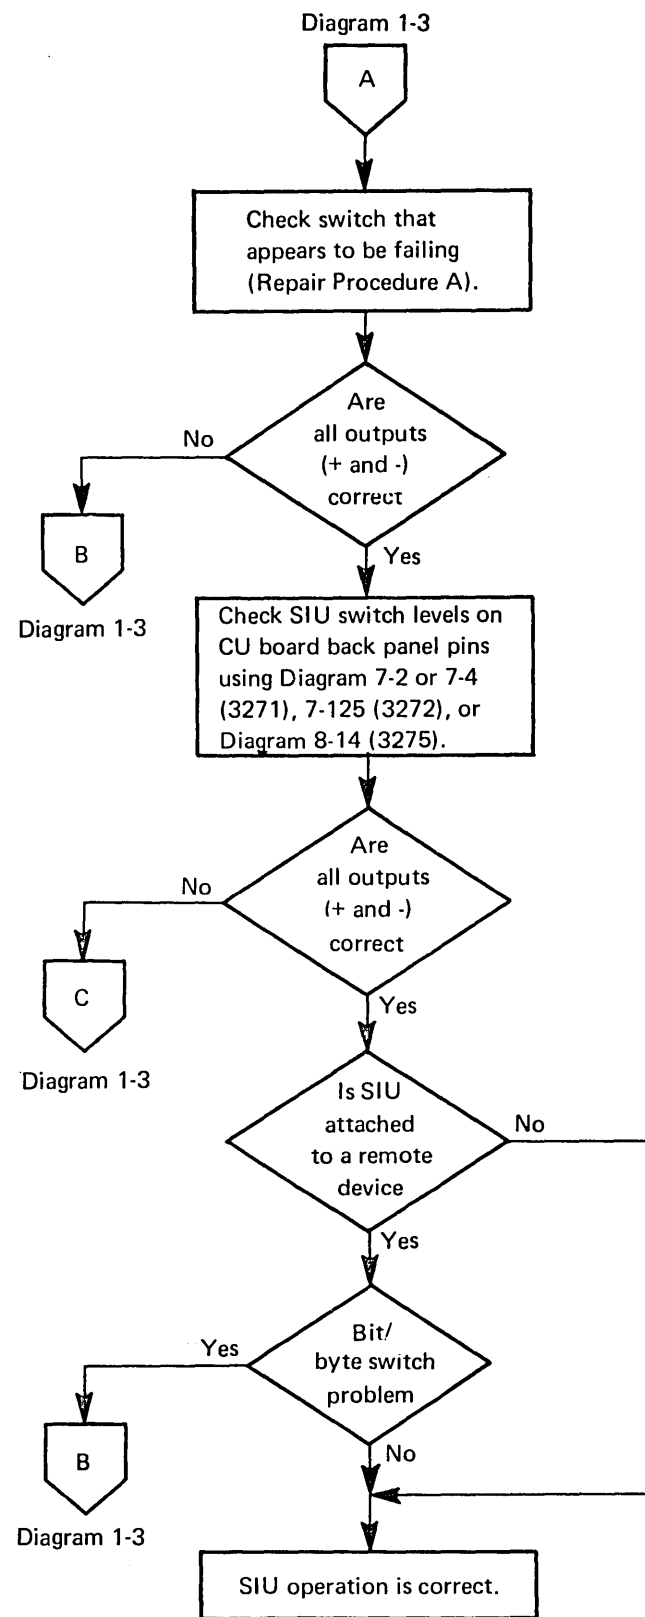 Diagram 1-3
A
Check switch that
appears to be failing
(Repair Procedure A).
Are
all outputs
(+ and -)
correct
No
B
Diagram 1-3
Yes
Check SIU switch levels on
CU board back panel pins
using Diagram 7-2 or 7-4
(3271), 7-125 (3272), or
Diagram 8-14 (3275).
Are
all outputs
(+ and -)
correct
No
C
Diagram 1-3
Yes
Is SIU
attached
to a remote
device
No
Yes
Bit/
byte switch
problem
Yes
B
Diagram 1-3
No
SIU operation is correct.